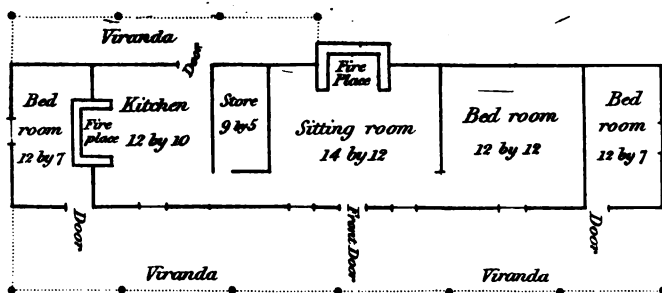 Viranda
Door
Bed
room
12 by 7
Fire
place
Kitchen
12 by 10
Store
9 by 5
Fire
Place
Sitting room
14 by 12
Bed room
12 by 12
Bed
room
12 by 7
Door
Front Door
Door
Viranda
Viranda